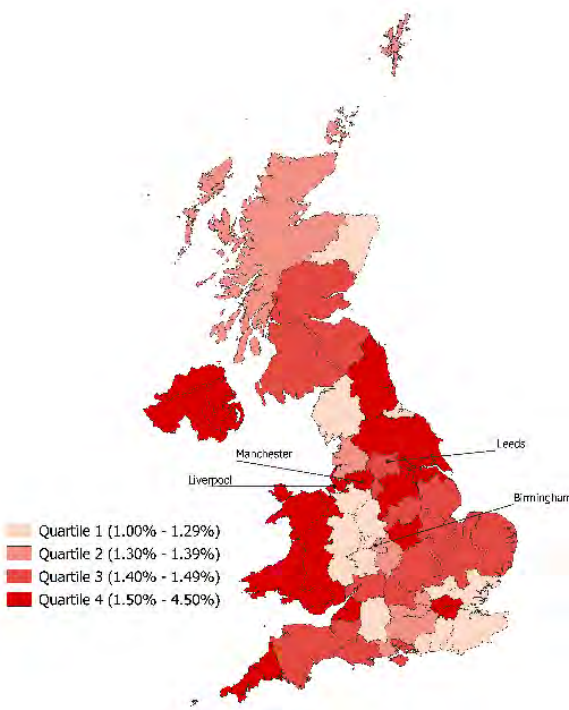 Leeds
Manchester
Liverpool
Birmingham
Quartile 1 (1.00% - 1.29%)
Quartile 2 (1.30% - 1.39%)
Quartile 3 (1.40% - 1.49%)
Quartile 4 (1.50% - 4.50%)